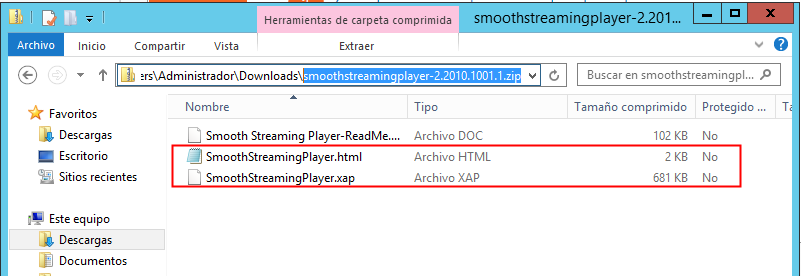 Herramientas de carpeta comprimida
smoothstreamingplayer-2.201...
Archivo Inicio Compartir Vista Extraer
ers\Administrador\Downloads\smoothstreamingplayer-2.2010.1001.1.zip
Buscar en smoothstreamingpl...
Nombre Tipo Tamaño comprimido Protegido ...
Favoritos
Descargas
Escritorio
Sitios recientes
Este equipo
Descargas
Documentos
Smooth Streaming Player-ReadMe.... Archivo DOC 102 KB No
SmoothStreamingPlayer.html Archivo HTML 2 KB No
SmoothStreamingPlayer.xap Archivo XAP 681 KB No